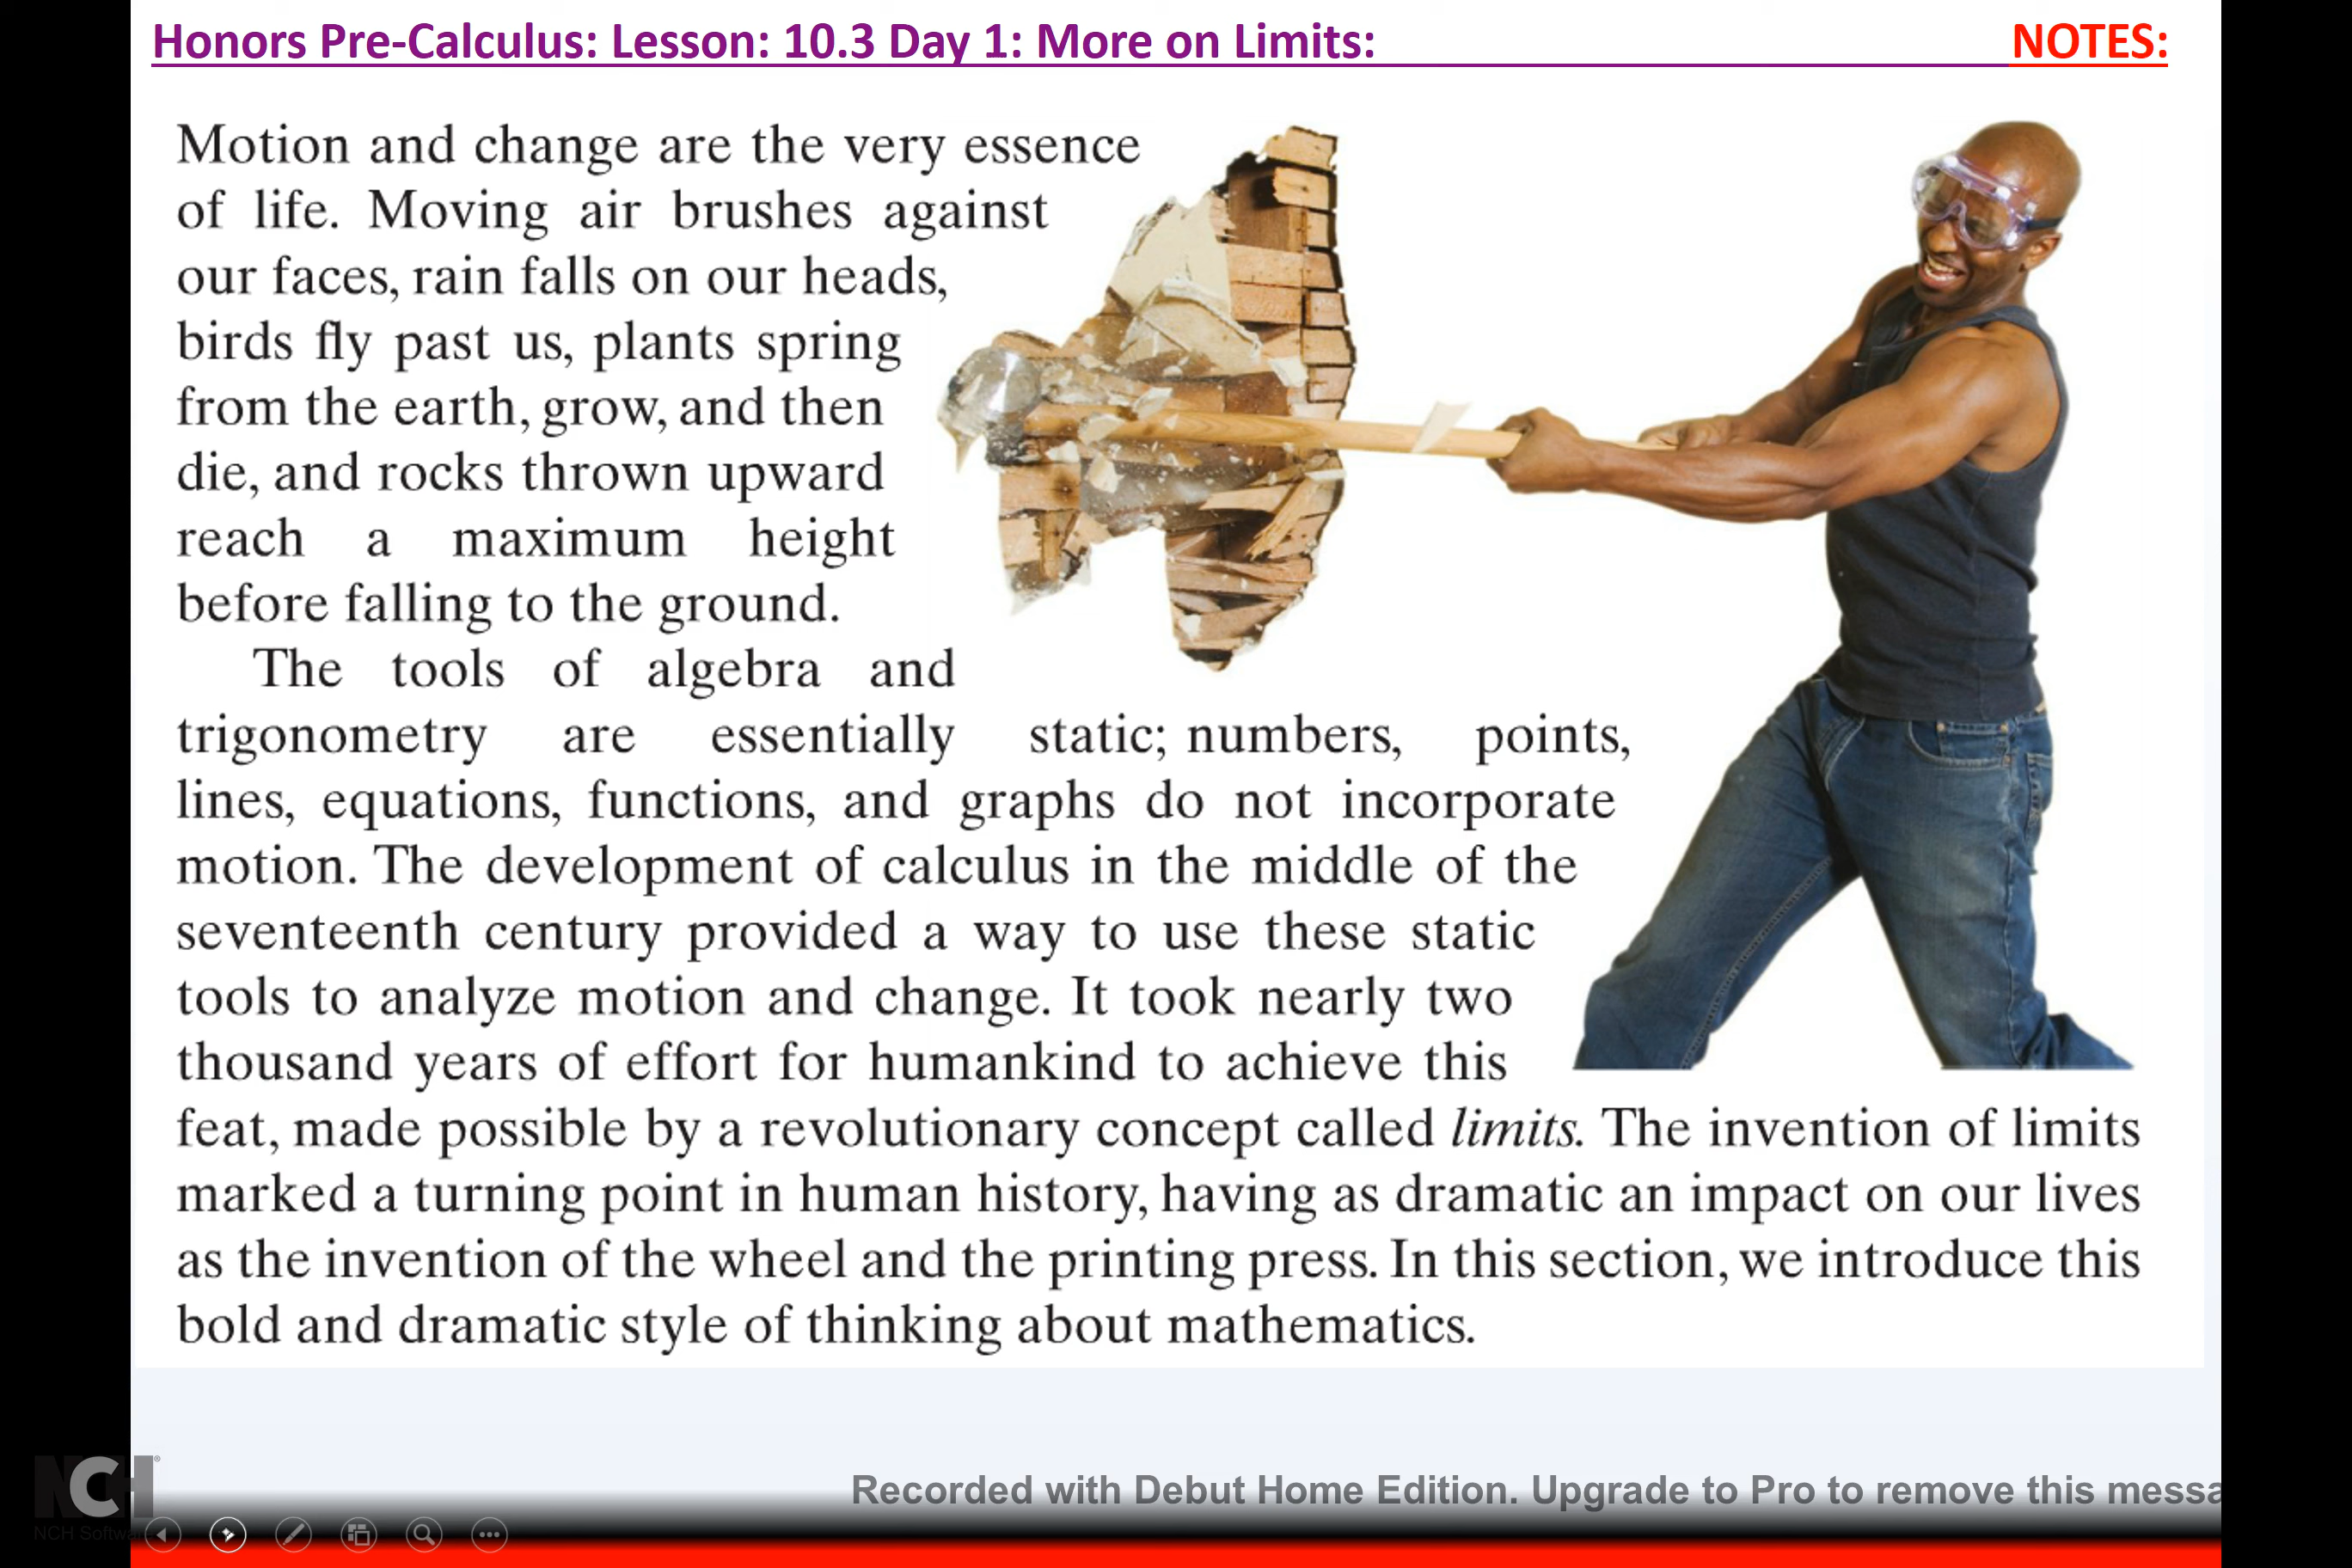 Honors Pre-Calculus: Lesson: 10.3 Day 1: More on Limits: NOTES:
Motion and change are the very essence
of life. Moving air brushes against
our faces, rain falls on our heads,
birds fly past us, plants spring
from the earth, grow, and then
die, and rocks thrown upward
reach a maximum height
before falling to the ground.
The tools of algebra and
trigonometry are essentially static; numbers, points,
lines, equations, functions, and graphs do not incorporate
motion. The development of calculus in the middle of the
seventeenth century provided a way to use these static
tools to analyze motion and change. It took nearly two
thousand years of effort for humankind to achieve this
feat, made possible by a revolutionary concept called limits. The invention of limits
marked a turning point in human history, having as dramatic an impact on our lives
as the invention of the wheel and the printing press. In this section, we introduce this
bold and dramatic style of thinking about mathematics.
NCH®
Recorded with Debut Home Edition. Upgrade to Pro to remove this messa
NCH Softw